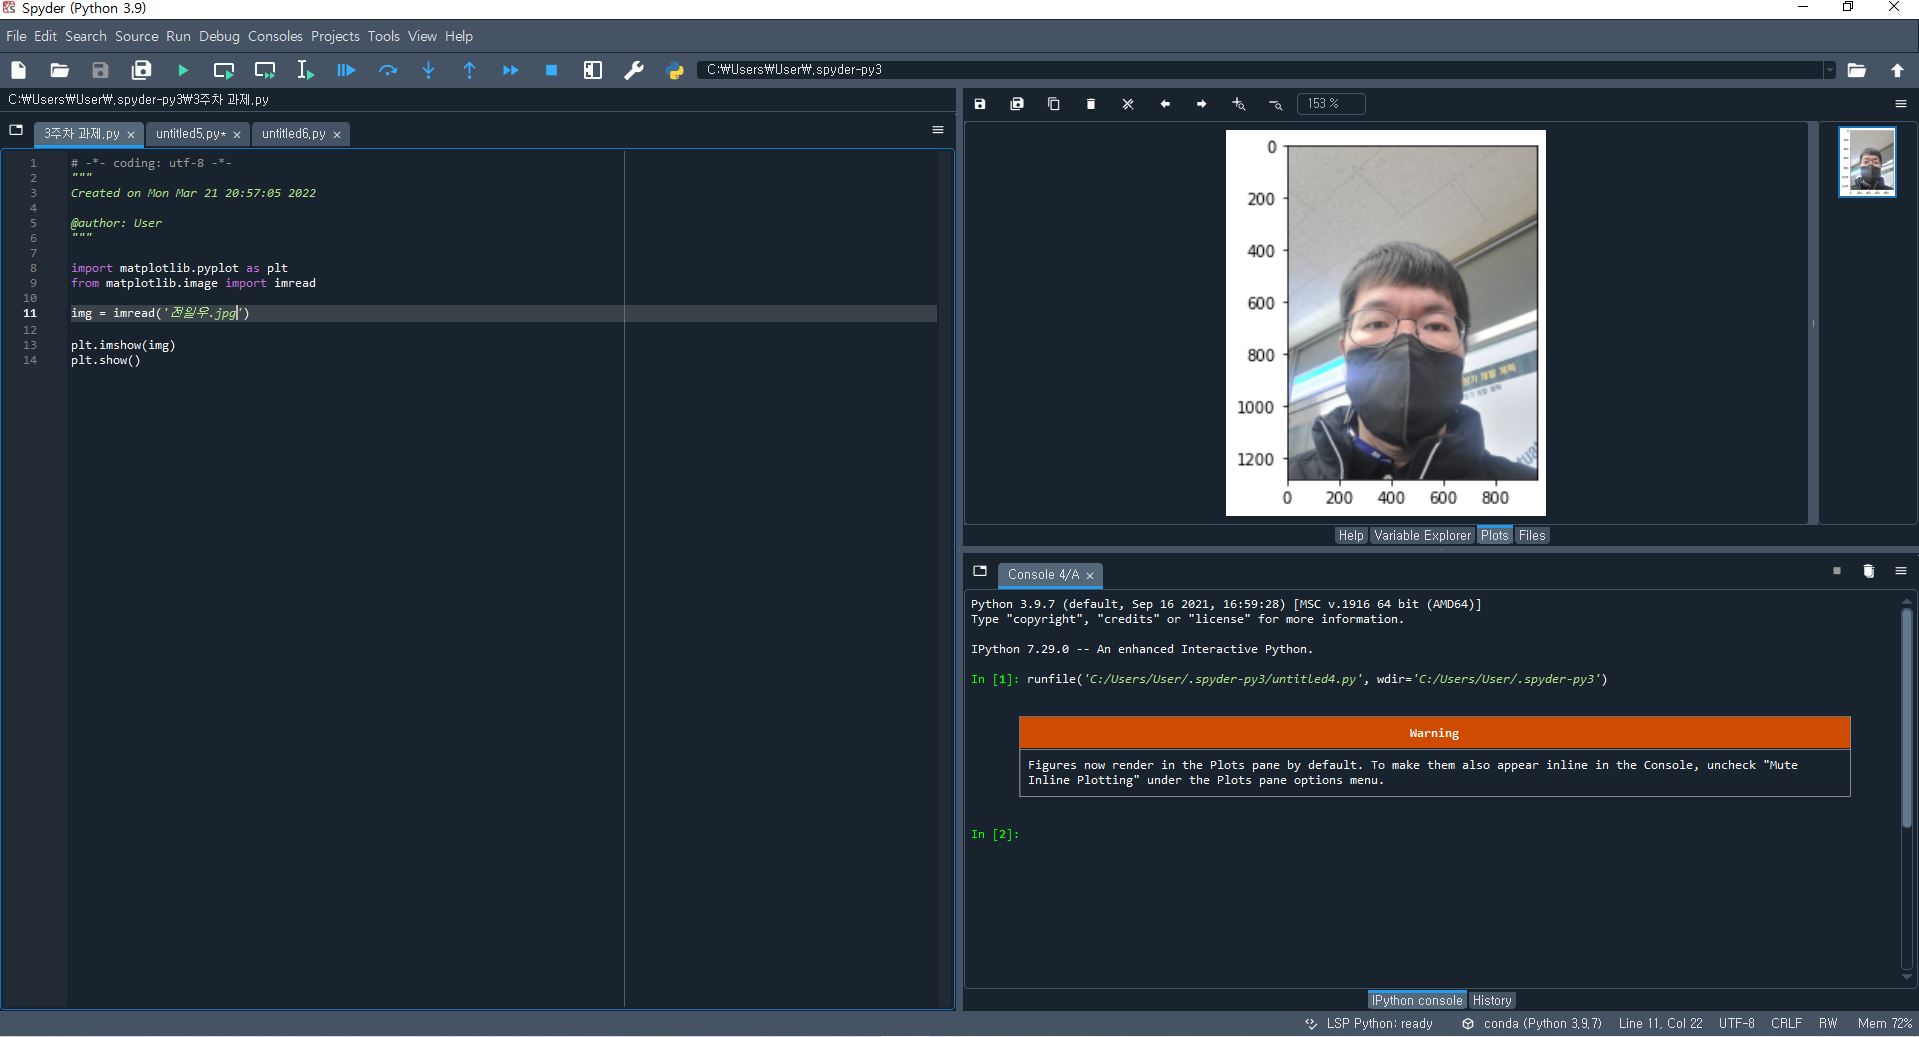 Spyder (Python 3.9)
File Edit Search Source Run Debug Consoles Projects Tools View Help
C:₩Users₩User₩.spyder-py3
C:₩Users₩User₩.spyder-py3₩3주차 과제.py
3주차 과제.py
untitled5.py*
untitled6.py
1 # -*- coding: utf-8 -*-
2 """
3 Created on Mon Mar 21 20:57:05 2022
4
5 @author: User
6 """
7
8 import matplotlib.pyplot as plt
9 from matplotlib.image import imread
10
11 img = imread('전일우.jpg')
12
13 plt.imshow(img)
14 plt.show()
153 %
0
200
400
600
800
1000
1200
0 200 400 600 800
장기 개발 계획
Help Variable Explorer Plots Files
Console 4/A
Python 3.9.7 (default, Sep 16 2021, 16:59:28) [MSC v.1916 64 bit (AMD64)]
Type "copyright", "credits" or "license" for more information.
IPython 7.29.0 -- An enhanced Interactive Python.
In [1]: runfile('C:/Users/User/.spyder-py3/untitled4.py', wdir='C:/Users/User/.spyder-py3')
Warning
Figures now render in the Plots pane by default. To make them also appear inline in the Console, uncheck "Mute
Inline Plotting" under the Plots pane options menu.
In [2]:
IPython console History
LSP Python: ready conda (Python 3.9.7) Line 11, Col 22 UTF-8 CRLF RW Mem 72%